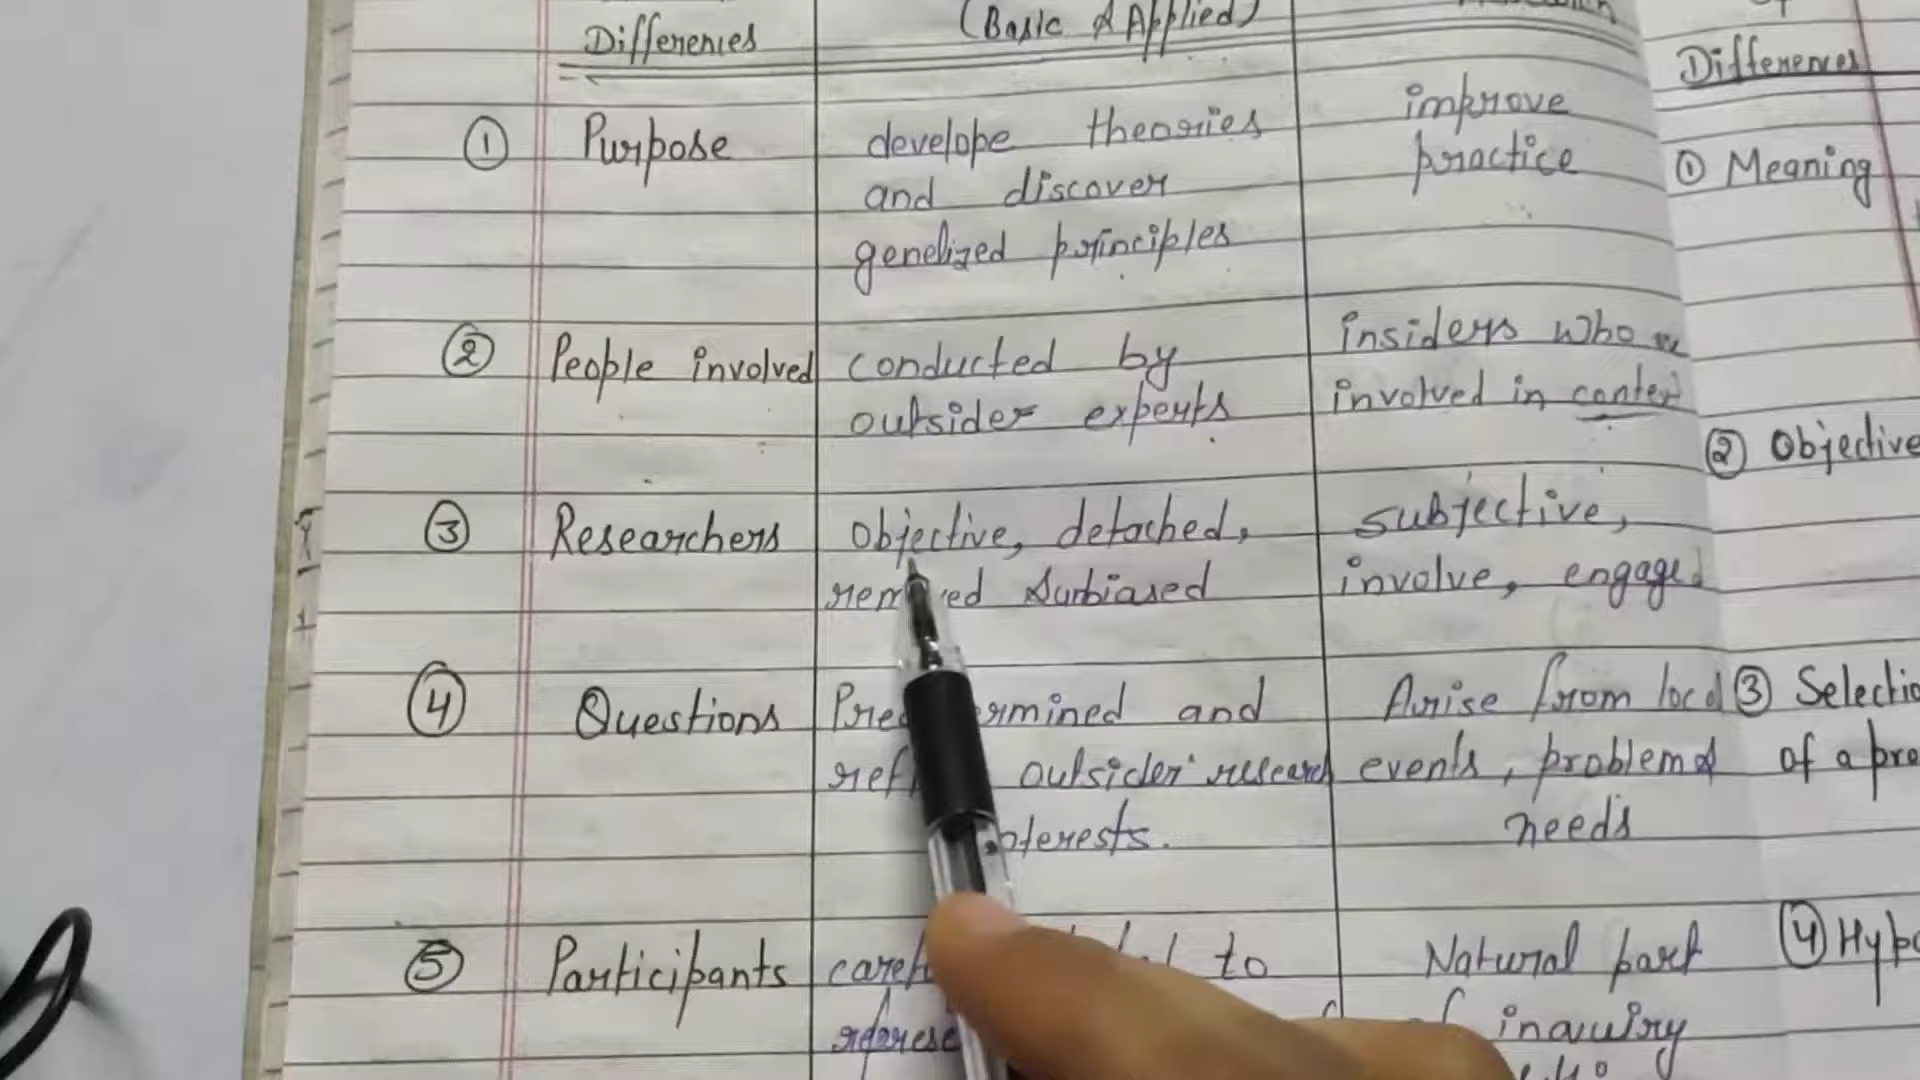 Differences (Basic & Applied)
① Purpose develope theories improve
and discover practice
genelized principles
② People involved conducted by insiders who
outsider experts involved in
③ Researchers Objective, detached, subjective,
&unbiased involve, engaged
④ Questions and Arise from local
outsider research events, problem &
needs
⑤ Participants to Natural part
inquiry
Differences
① Meaning
② Objective
③
of a
④